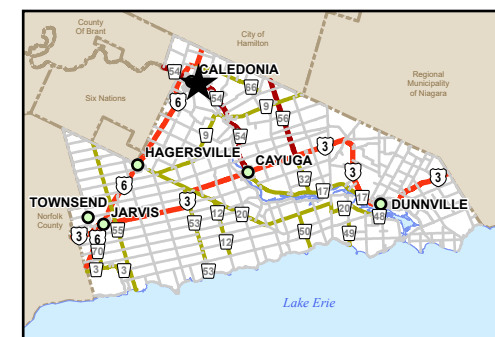 County
Of Brant
City of
Hamilton
CALEDONIA
54
66
Regional
Municipality
of Niagara
54
6
9
56
Six Nations
9
54
3
HAGERSVILLE
3
3
CAYUGA
6
32
17
17
TOWNSEND
3
DUNNVILLE
JARVIS
12
20
20
Norfolk
County
53
55
3
6
12
50
49
70
3
3
53
Lake Erie